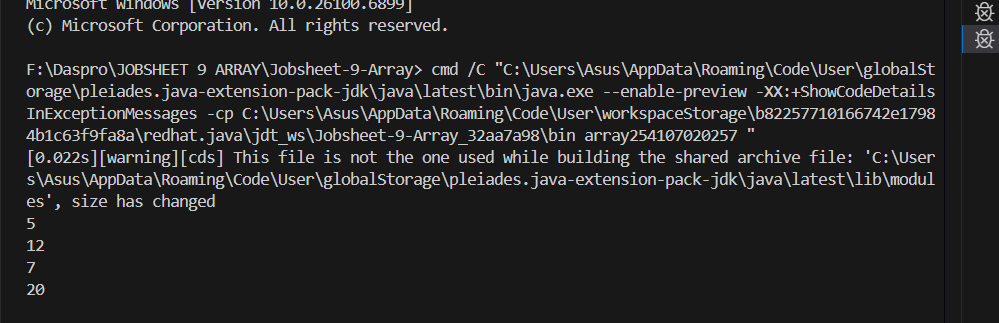 Microsoft Windows [Version 10.0.26100.6899]
(c) Microsoft Corporation. All rights reserved.
F:\Daspro\JOBSHEET 9 ARRAY\Jobsheet-9-Array> cmd /C "C:\Users\Asus\AppData\Roaming\Code\User\globalSt
orage\pleiades.java-extension-pack-jdk\java\latest\bin\java.exe --enable-preview -XX:+ShowCodeDetails
InExceptionMessages -cp C:\Users\Asus\AppData\Roaming\Code\User\workspaceStorage\b82257710166742e1798
4b1c63f9fa8a\redhat.java\jdt_ws\Jobsheet-9-Array_32aa7a98\bin array254107020257 "
[0.022s][warning][cds] This file is not the one used while building the shared archive file: 'C:\User
s\Asus\AppData\Roaming\Code\User\globalStorage\pleiades.java-extension-pack-jdk\java\latest\lib\modul
es', size has changed
5
12
7
20